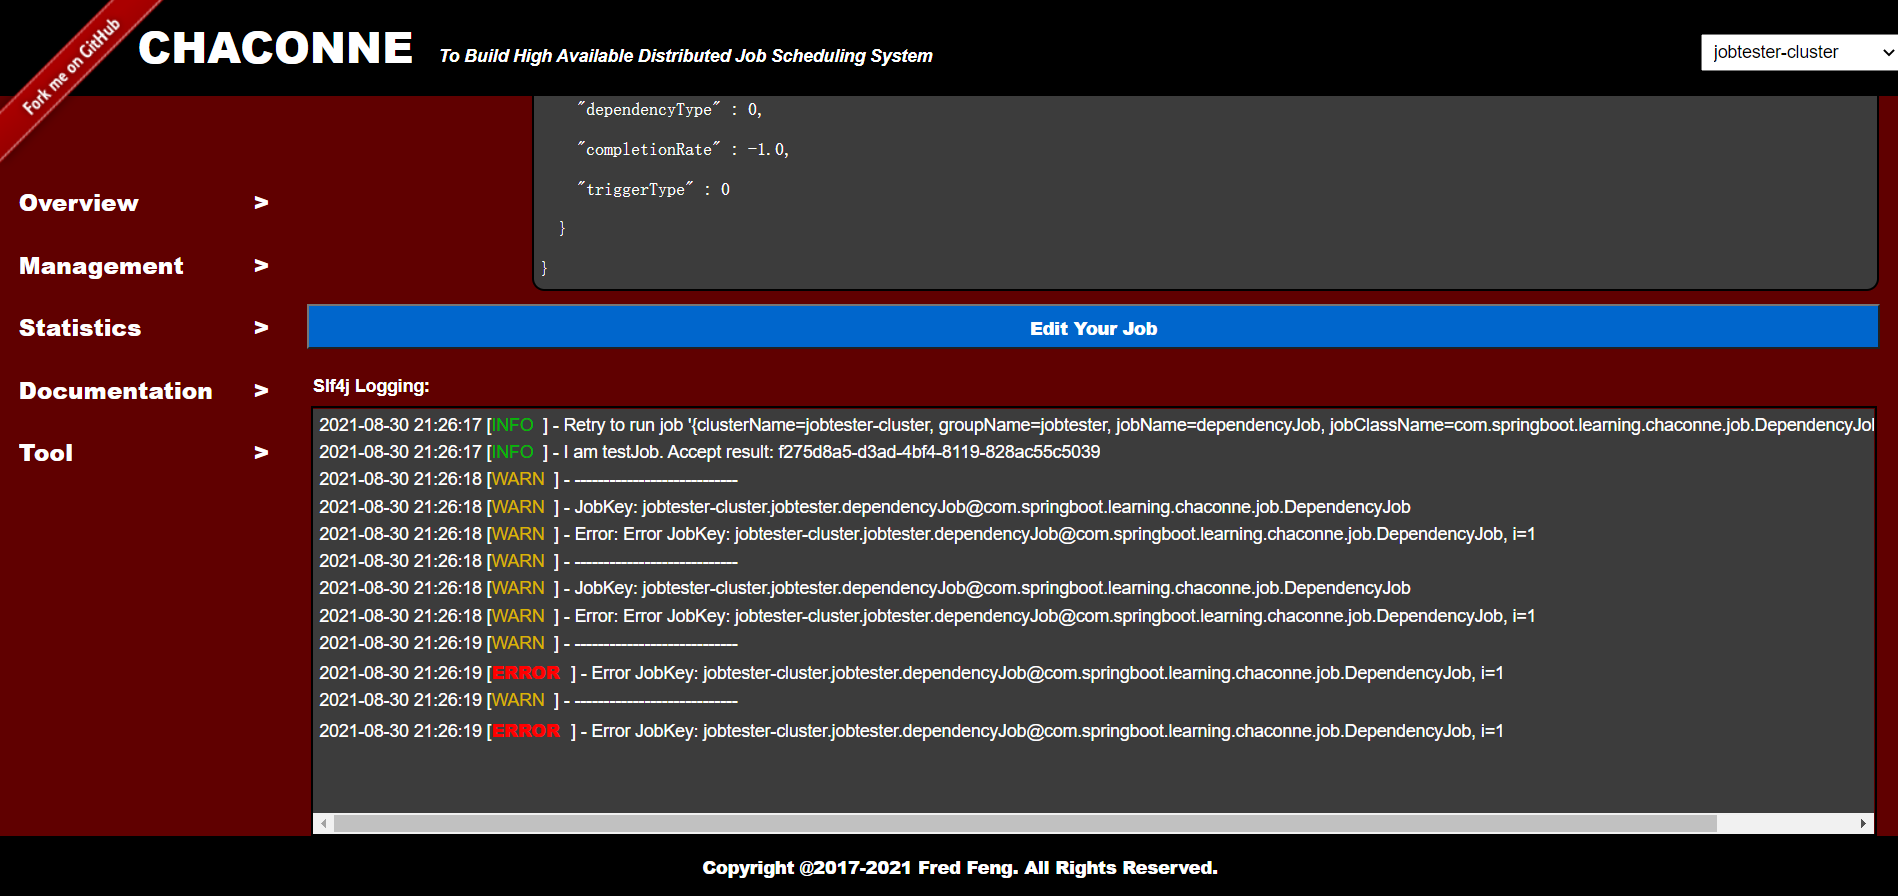 Fork me on GitHub
CHACONNE
To Build High Available Distributed Job Scheduling System
jobtester-cluster
"dependencyType" : 0,
"completionRate" : -1.0,
"triggerType" : 0
}
}
Overview >
Management >
Statistics >
Documentation >
Tool >
Edit Your Job
Slf4j Logging:
2021-08-30 21:26:17 [INFO ] - Retry to run job '{clusterName=jobtester-cluster, groupName=jobtester, jobName=dependencyJob, jobClassName=com.springboot.learning.chaconne.job.DependencyJo
2021-08-30 21:26:17 [INFO ] - I am testJob. Accept result: f275d8a5-d3ad-4bf4-8119-828ac55c5039
2021-08-30 21:26:18 [WARN ] - ----------------------------
2021-08-30 21:26:18 [WARN ] - JobKey: jobtester-cluster.jobtester.dependencyJob@com.springboot.learning.chaconne.job.DependencyJob
2021-08-30 21:26:18 [WARN ] - Error: Error JobKey: jobtester-cluster.jobtester.dependencyJob@com.springboot.learning.chaconne.job.DependencyJob, i=1
2021-08-30 21:26:18 [WARN ] - ----------------------------
2021-08-30 21:26:18 [WARN ] - JobKey: jobtester-cluster.jobtester.dependencyJob@com.springboot.learning.chaconne.job.DependencyJob
2021-08-30 21:26:18 [WARN ] - Error: Error JobKey: jobtester-cluster.jobtester.dependencyJob@com.springboot.learning.chaconne.job.DependencyJob, i=1
2021-08-30 21:26:19 [WARN ] - ----------------------------
2021-08-30 21:26:19 [ERROR ] - Error JobKey: jobtester-cluster.jobtester.dependencyJob@com.springboot.learning.chaconne.job.DependencyJob, i=1
2021-08-30 21:26:19 [WARN ] - ----------------------------
2021-08-30 21:26:19 [ERROR ] - Error JobKey: jobtester-cluster.jobtester.dependencyJob@com.springboot.learning.chaconne.job.DependencyJob, i=1
Copyright @2017-2021 Fred Feng. All Rights Reserved.